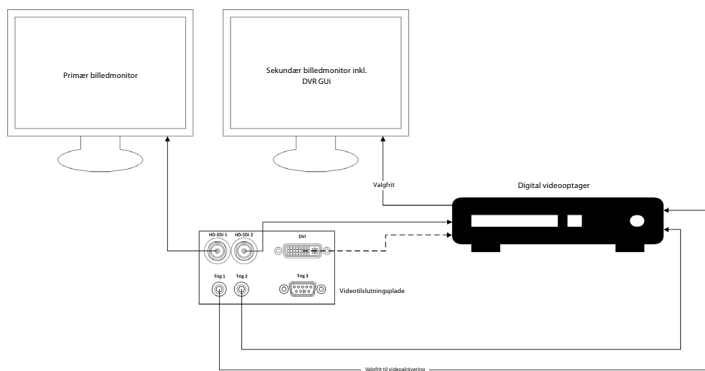 Primær billedmonitor
Sekundær billedmonitor inkl.
DVR GUi
Valgfrit
Digital videooptager
HD-SDI 1
HD-SDI 2
DVI
Trig 1
Trig 2
Trig 3
Videotilslutningsplade
Valgfrit til videoaktivering